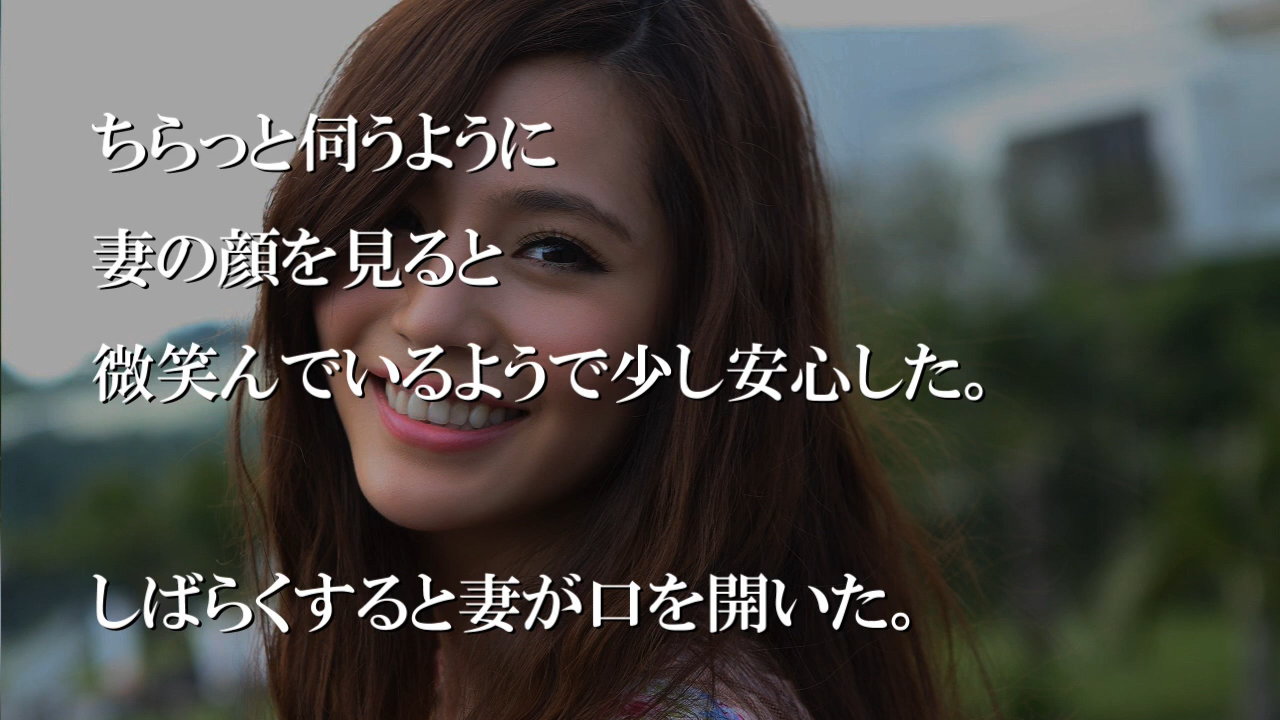 ちらっと伺うように
妻の顔を見ると
微笑んでいるようで少し安心した。
しばらくすると妻が口を開いた。